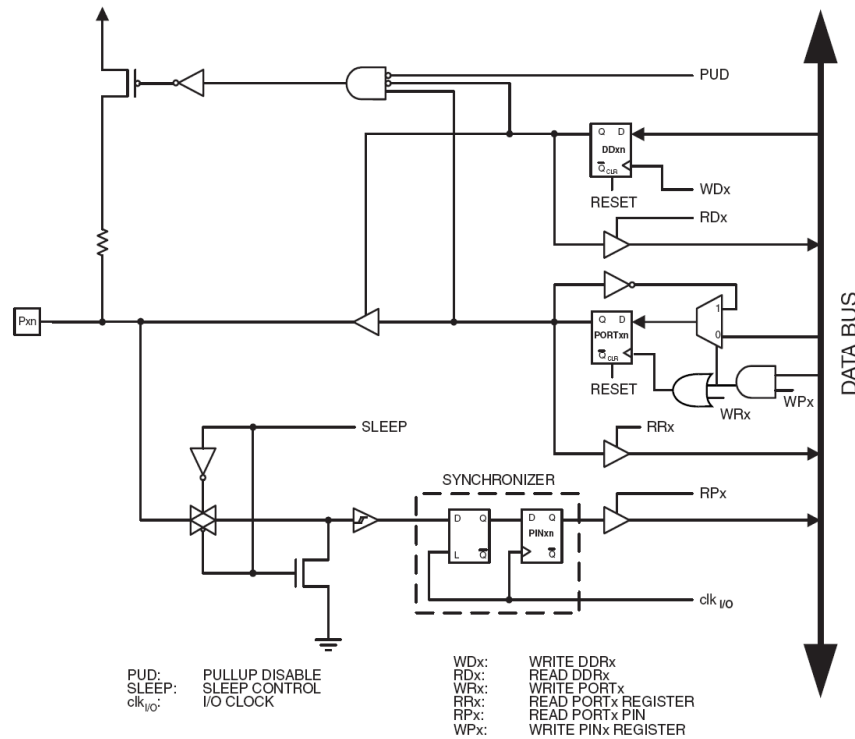 PUD
Q D
DDxn
Q CLR
WDx
RESET
RDx
Pxn
1
Q D
PORTxn
0
Q CLR
RESET
WPx
WRx
RRx
SLEEP
SYNCHRONIZER
RPx
D Q
D Q
PINxn
L Q
Q
clk I/O
DATA BUS
PUD: PULLUP DISABLE
SLEEP: SLEEP CONTROL
clk I/O: I/O CLOCK
WDx: WRITE DDRx
RDx: READ DDRx
WRx: WRITE PORTx
RRx: READ PORTx REGISTER
RPx: READ PORTx PIN
WPx: WRITE PINx REGISTER